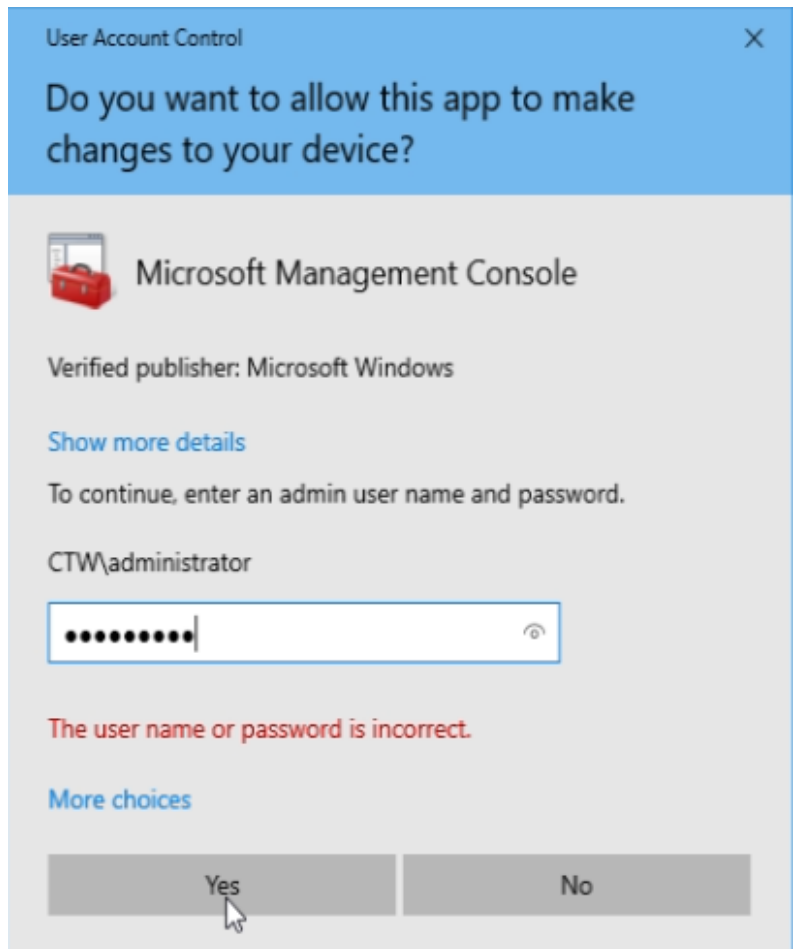 User Account Control
Do you want to allow this app to make
changes to your device?
Microsoft Management Console
Verified publisher: Microsoft Windows
Show more details
To continue, enter an admin user name and password.
CTW\administrator
•••••••••
The user name or password is incorrect.
More choices
Yes
No